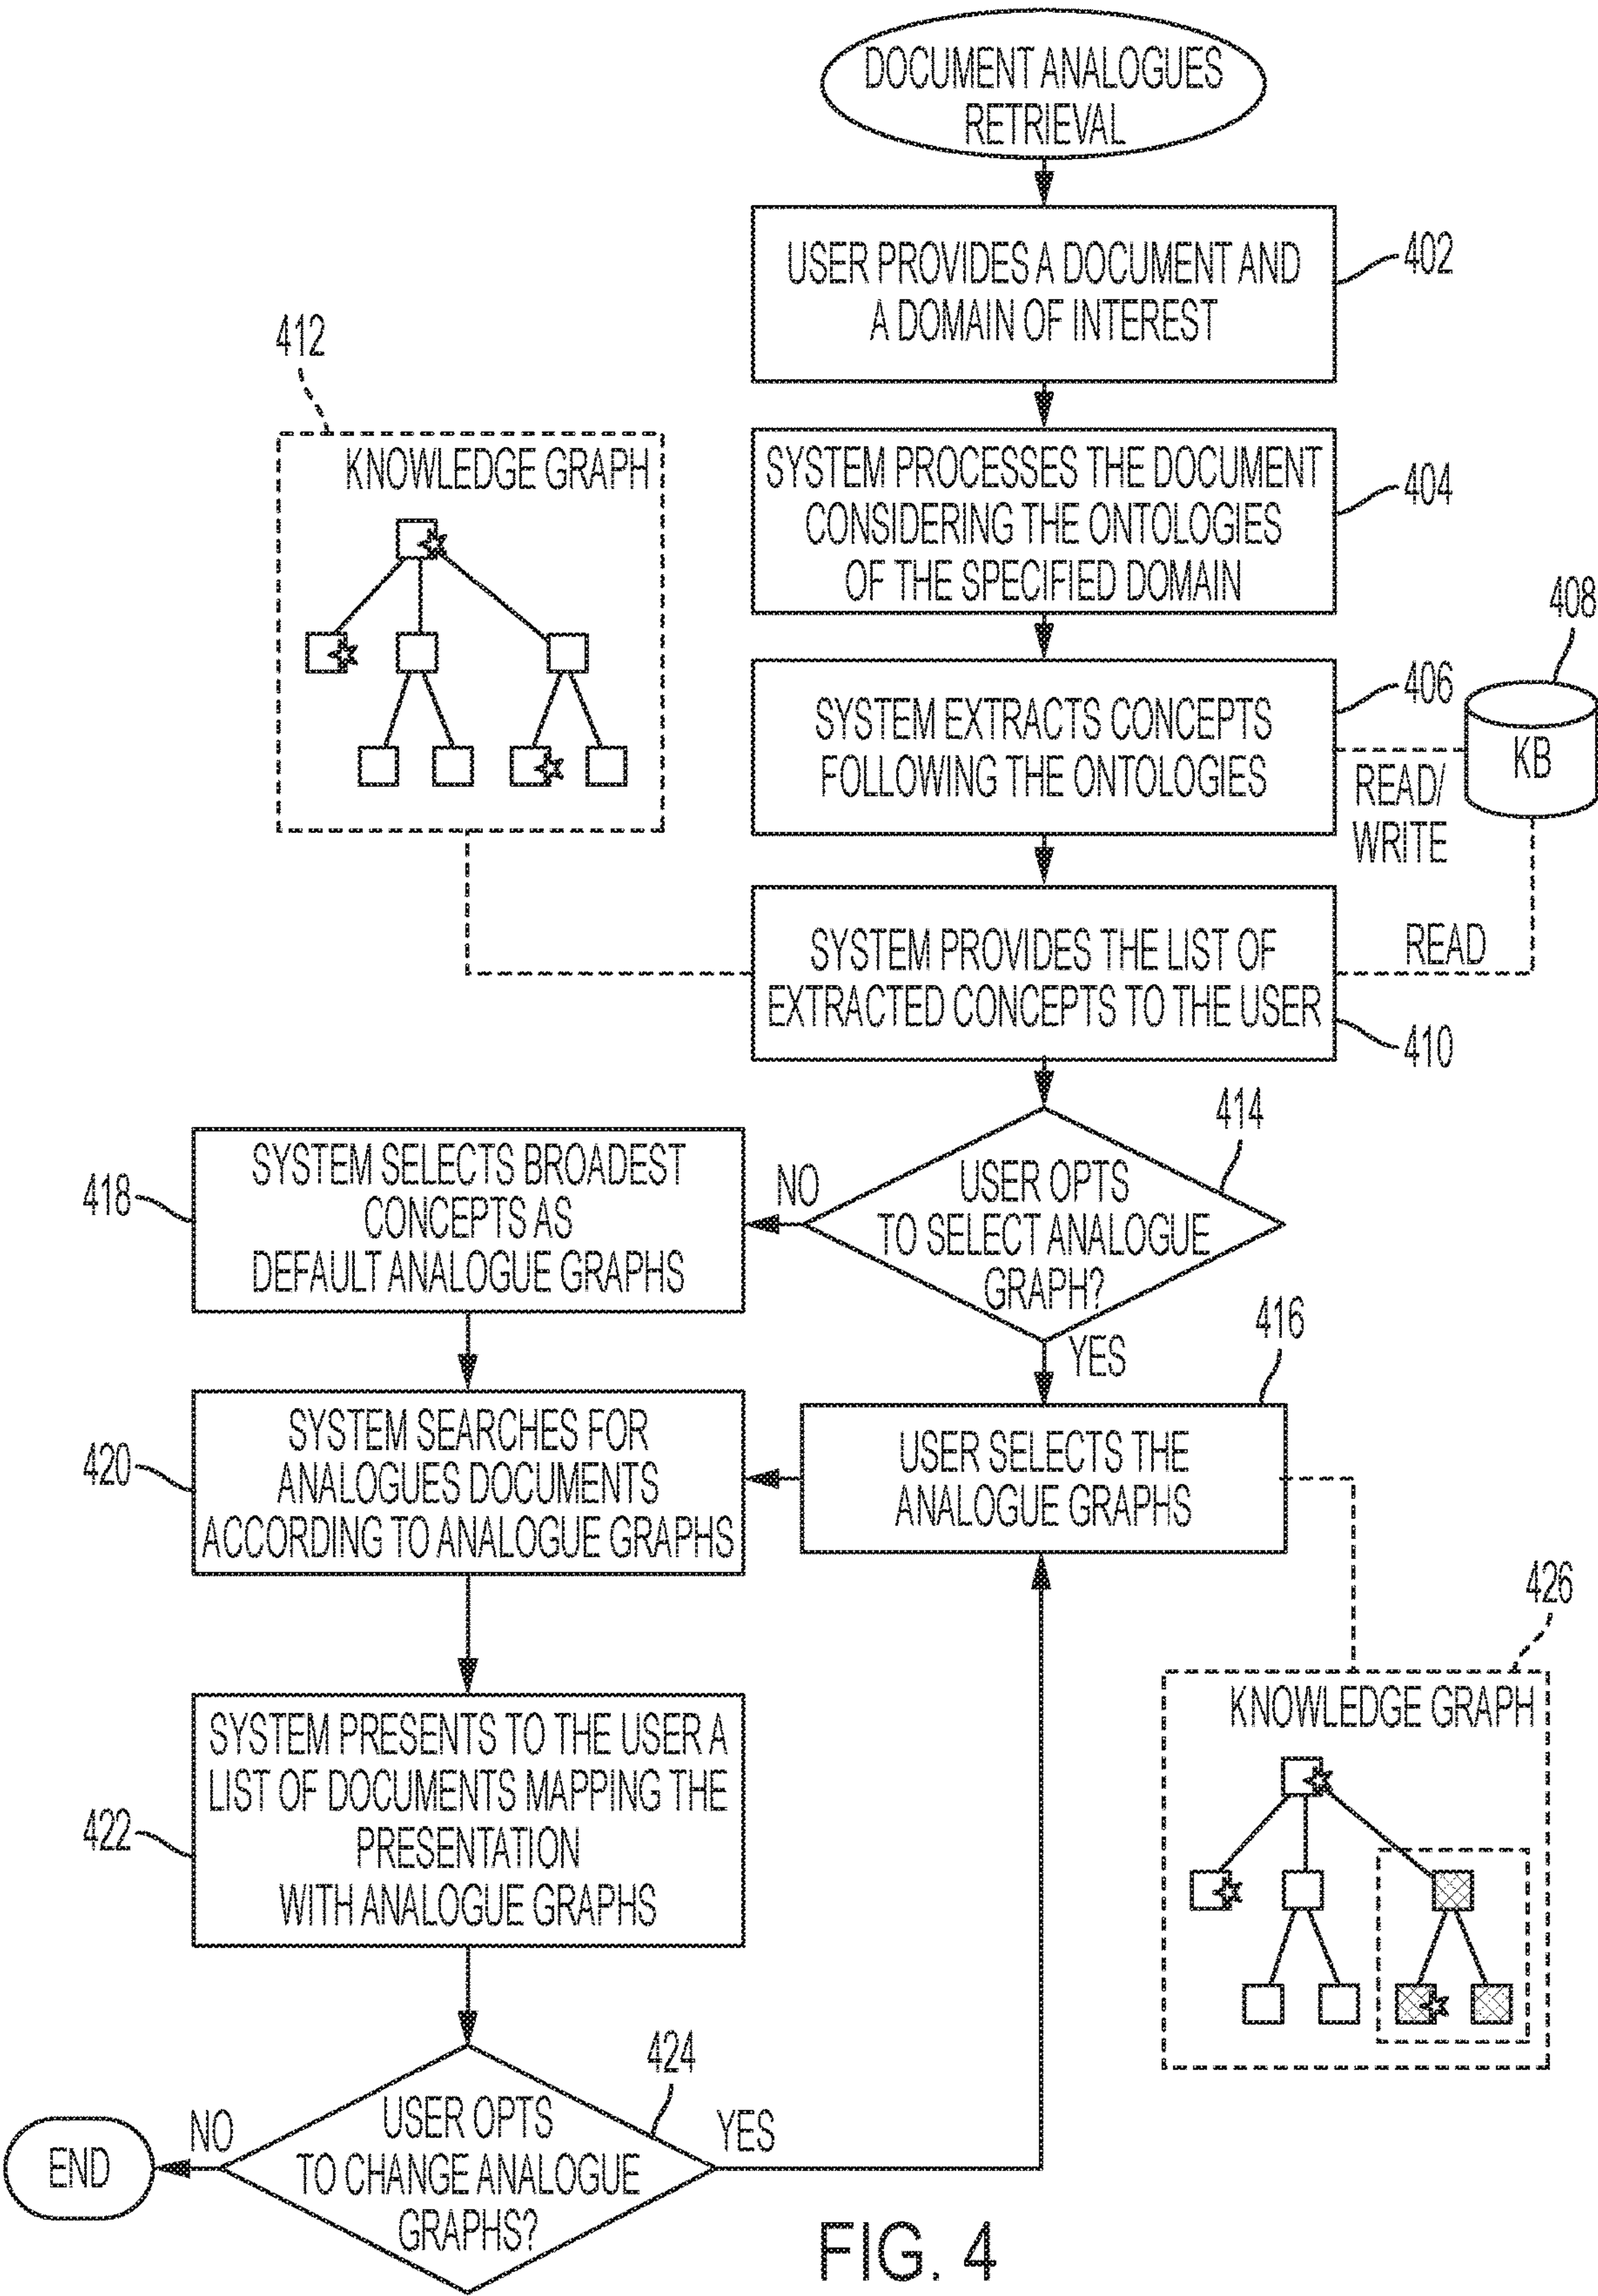 DOCUMENT ANALOGUES
RETRIEVAL
USER PROVIDES A DOCUMENT AND
A DOMAIN OF INTEREST
402
412
KNOWLEDGE GRAPH
SYSTEM PROCESSES THE DOCUMENT
CONSIDERING THE ONTOLOGIES
OF THE SPECIFIED DOMAIN
404
408
SYSTEM EXTRACTS CONCEPTS
FOLLOWING THE ONTOLOGIES
406
KB
READ/
WRITE
SYSTEM PROVIDES THE LIST OF
EXTRACTED CONCEPTS TO THE USER
READ
410
414
USER OPTS
TO SELECT ANALOGUE
GRAPH?
NO
YES
418
SYSTEM SELECTS BROADEST
CONCEPTS AS
DEFAULT ANALOGUE GRAPHS
416
USER SELECTS THE
ANALOGUE GRAPHS
420
SYSTEM SEARCHES FOR
ANALOGUES DOCUMENTS
ACCORDING TO ANALOGUE GRAPHS
426
KNOWLEDGE GRAPH
422
SYSTEM PRESENTS TO THE USER A
LIST OF DOCUMENTS MAPPING THE
PRESENTATION
WITH ANALOGUE GRAPHS
424
USER OPTS
TO CHANGE ANALOGUE
GRAPHS?
NO
YES
END
FIG. 4